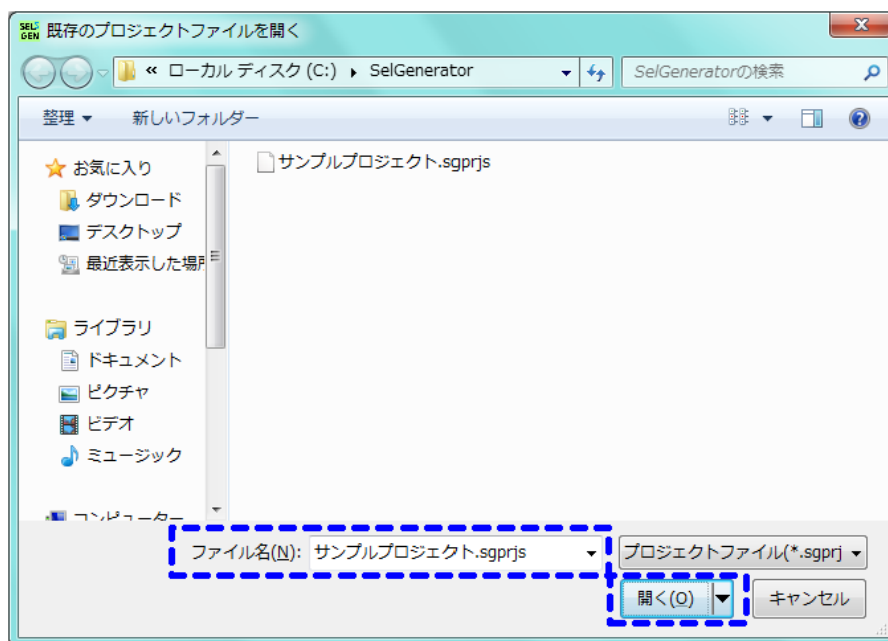 SEL GEN 既存のプロジェクトファイルを開く
« ローカル ディスク (C:) ▸ SelGenerator
SelGeneratorの検索
整理 ▼ 新しいフォルダー
お気に入り
ダウンロード
デスクトップ
最近表示した場所
ライブラリ
ドキュメント
ピクチャ
ビデオ
ミュージック
コンピューター
サンプルプロジェクト.sgprjs
ファイル名(N): サンプルプロジェクト.sgprjs
プロジェクトファイル(*.sgprj
開く(O)
キャンセル